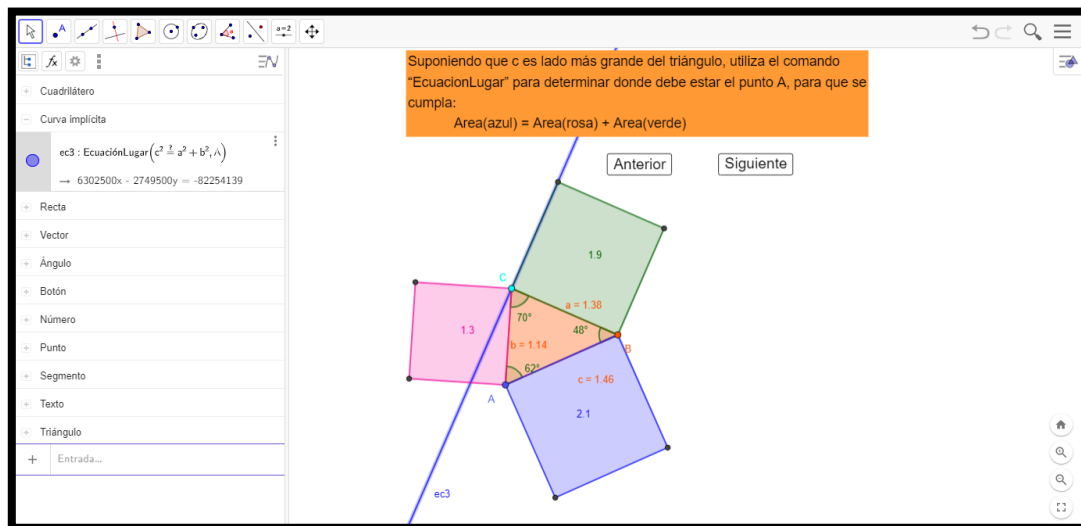 A
a=2
fx
Suponiendo que c es lado más grande del triángulo, utiliza el comando
“EcuacionLugar” para determinar donde debe estar el punto A, para que se
cumpla:
Area(azul) = Area(rosa) + Area(verde)
Anterior
Siguiente
Cuadrilátero
Curva implícita
ec3 : EcuaciónLugar(c² ≟ a² + b², A)
→ 6302500x - 2749500y = -82254139
Recta
Vector
Ángulo
Botón
Número
Punto
Segmento
Texto
Triángulo
Entrada...
1.9
C
a = 1.38
70°
1.3
48°
b = 1.14
B
62°
c = 1.46
A
2.1
ec3